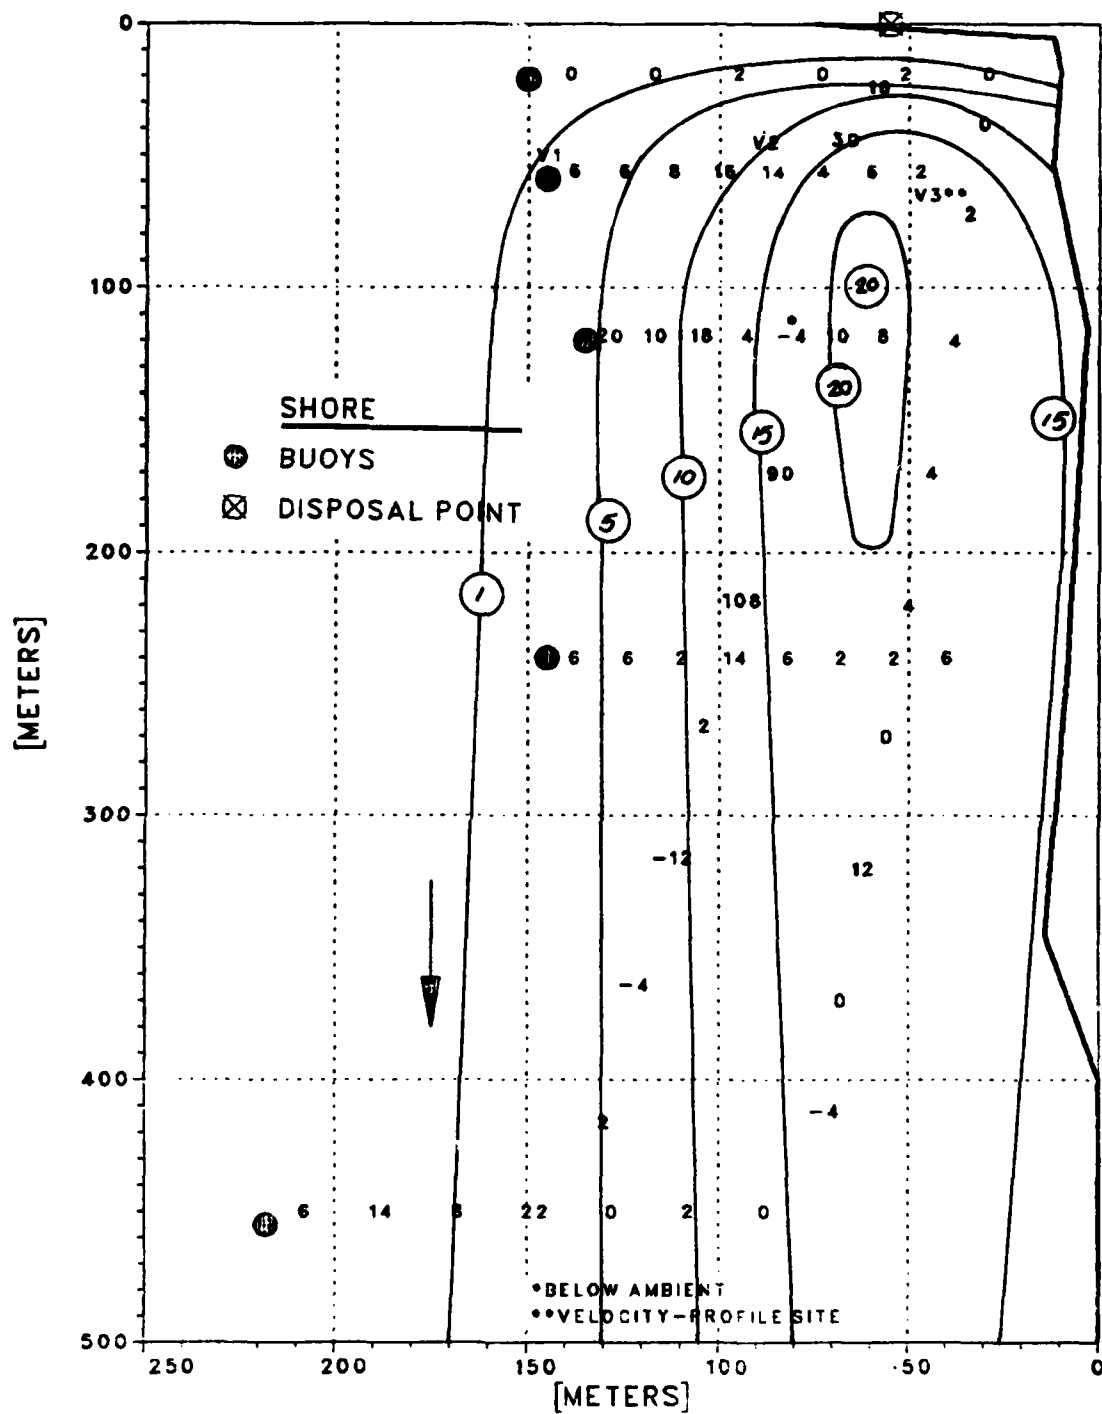 0
0 0 2 0 2 0
10
0
V2 30
V1
6 6 8 16 14 4 6 2
V3**
2
100
20
*
20 10 18 4 -4 0 8 4
20
SHORE
15
15
BUOYS
10
90 4
DISPOSAL POINT
5
200
1
108 4
6 6 2 14 6 2 2 6
[METERS]
2
0
300
-12 12
-4
0
400
-4
2
6 14 8 22 0 2 0
*BELOW AMBIENT
**VELOCITY-PROFILE SITE
500
250 200 150 100 50 0
[METERS]